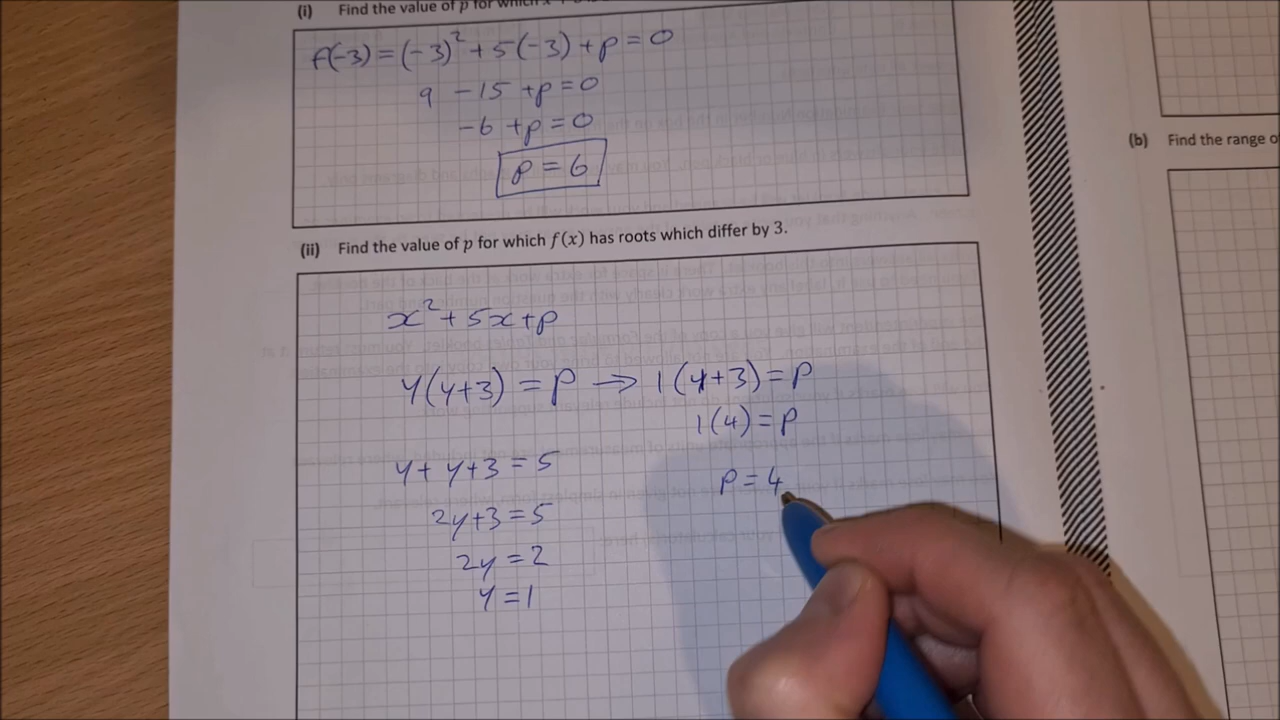 (i) Find the value of p for which
f(-3) = (-3)² + 5(-3) + p = 0
9 - 15 + p = 0
-6 + p = 0
p = 6
(ii) Find the value of p for which f(x) has roots which differ by 3.
x² + 5x + p
y(y+3) = p → 1(y+3) = p
1(4) = p
y + y + 3 = 5
p = 4
2y + 3 = 5
2y = 2
y = 1
(b) Find the range o